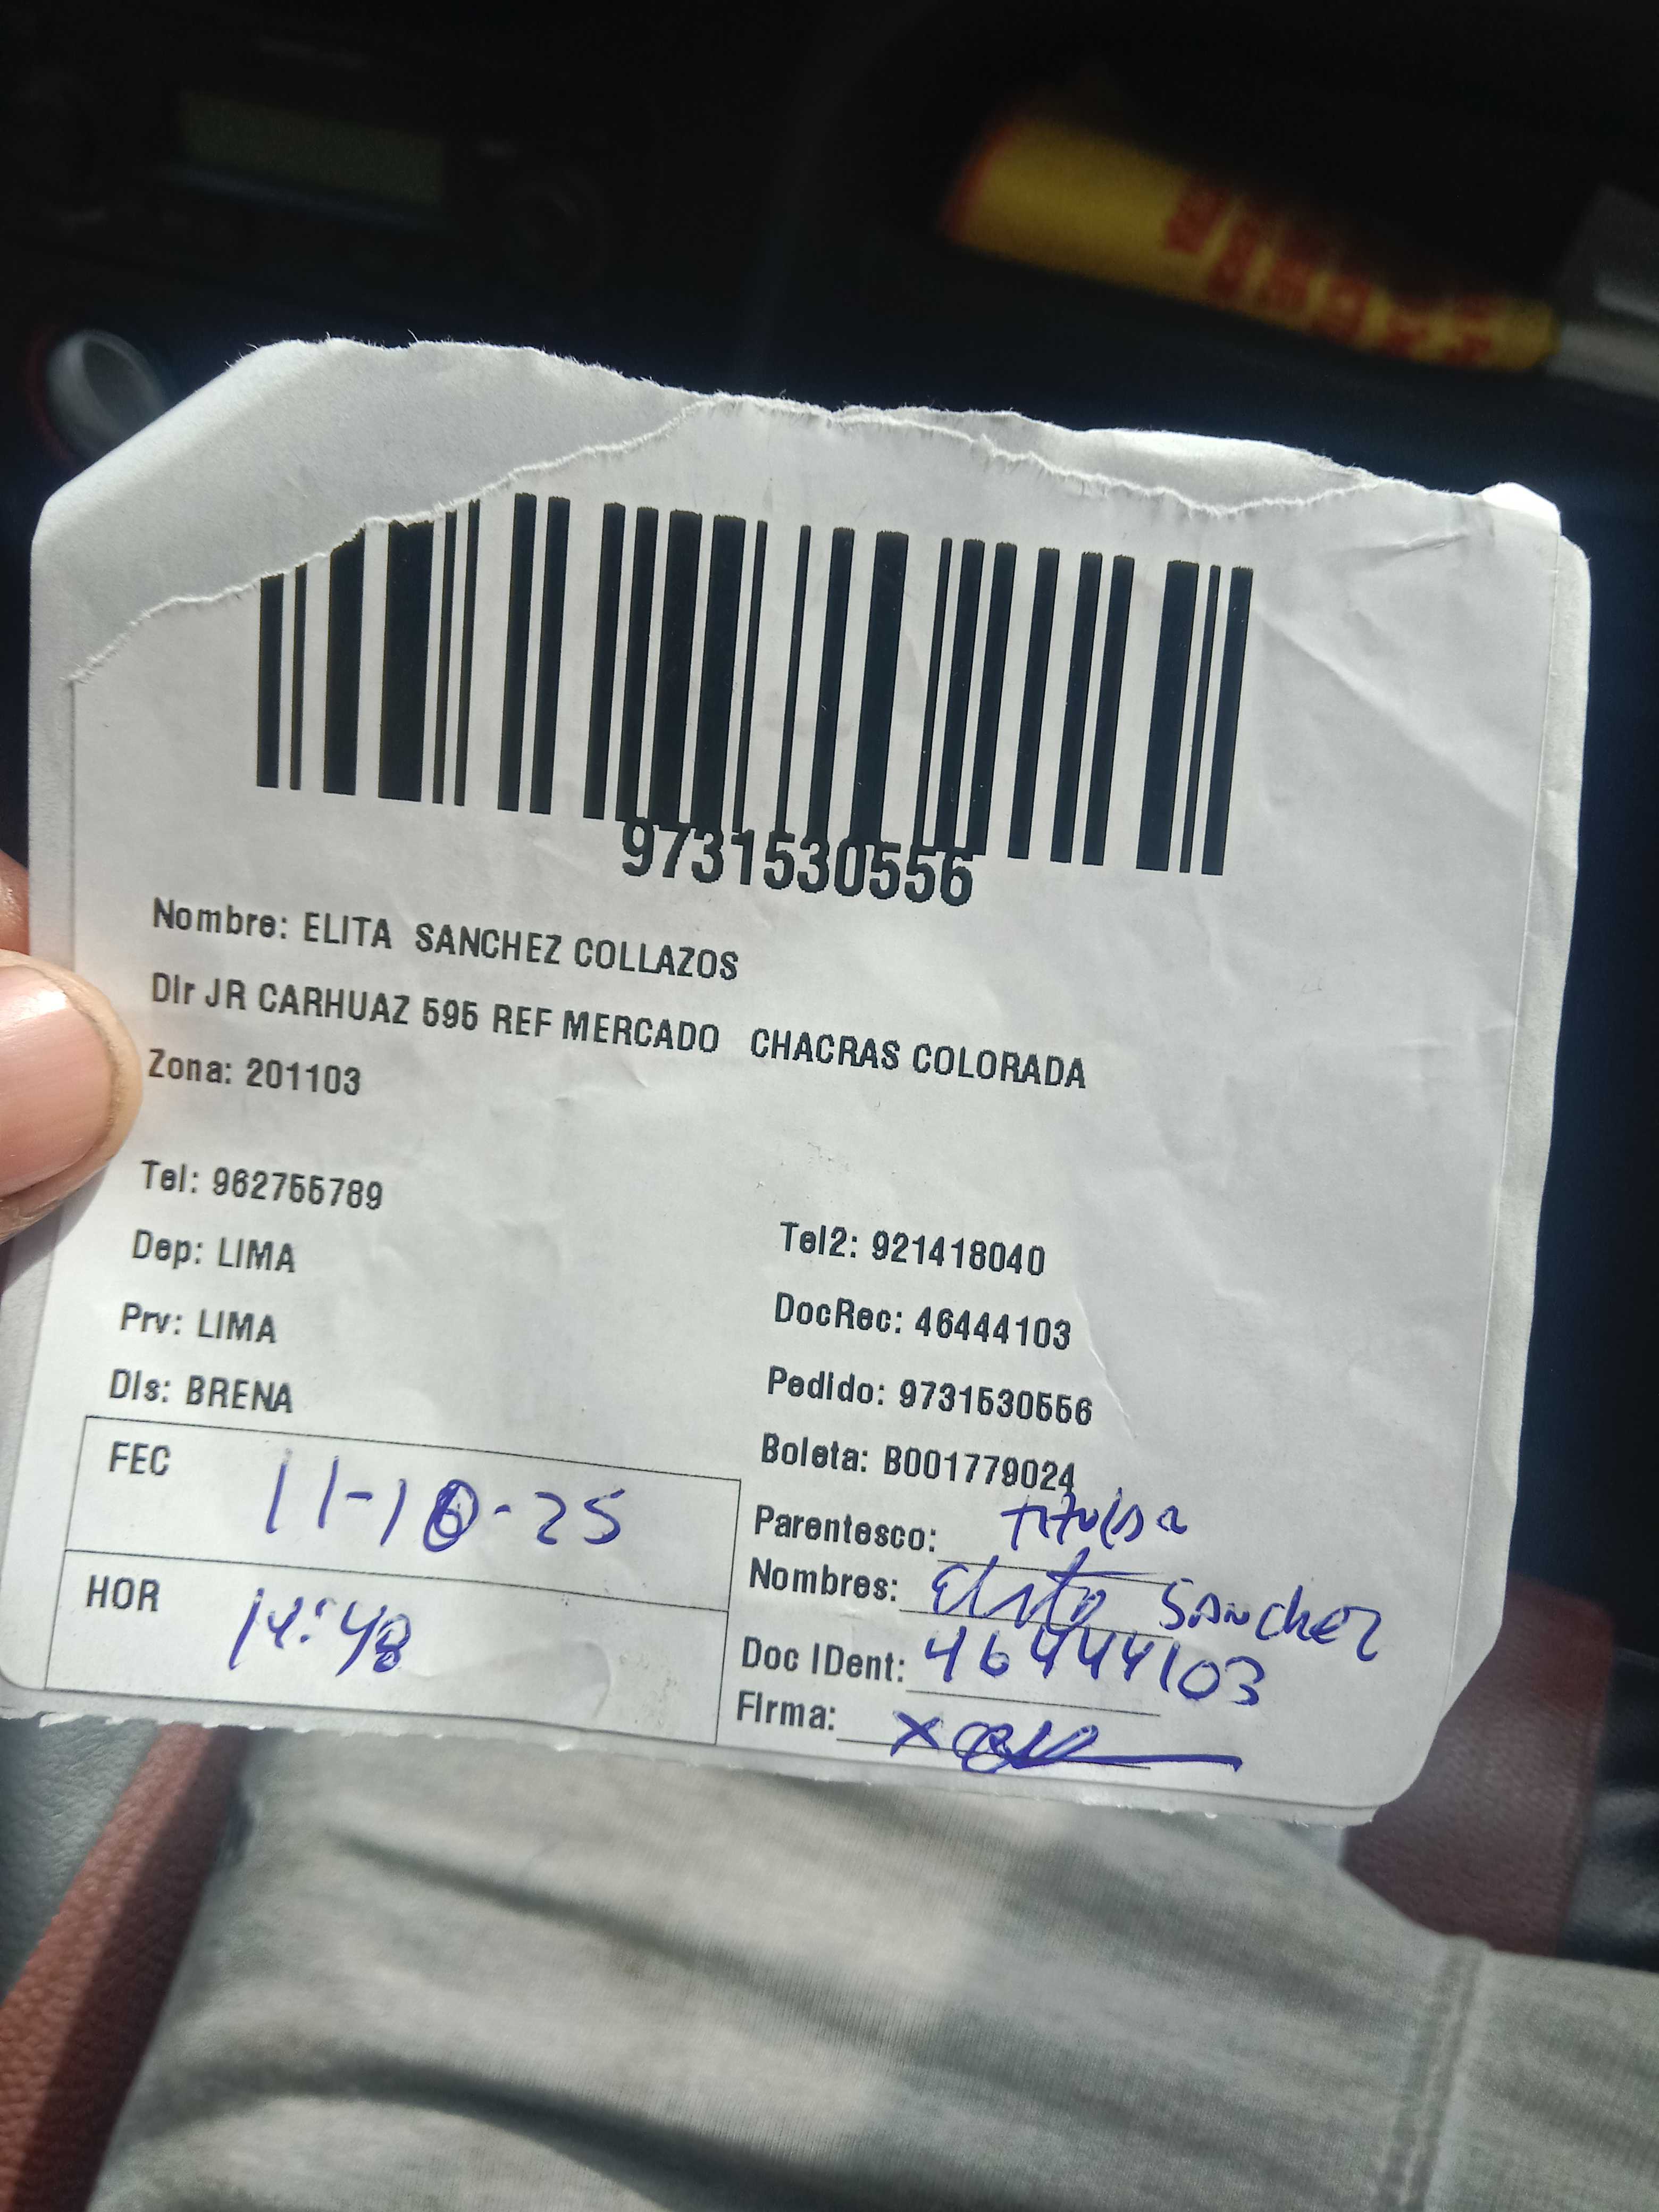 9731530556
Nombre: ELITA SANCHEZ COLLAZOS
Dir JR CARHUAZ 595 REF MERCADO CHACRAS COLORADA
Zona: 201103
Tel: 962755789
Tel2: 921418040
Dep: LIMA
DocRec: 46444103
Prv: LIMA
Pedido: 9731530556
Dis: BRENA
Boleta: B001779024
FEC 11-10-25
Parentesco: titular
Nombres: Elita Sanchez
HOR 14:48
Doc IDent: 46444103
Firma: X